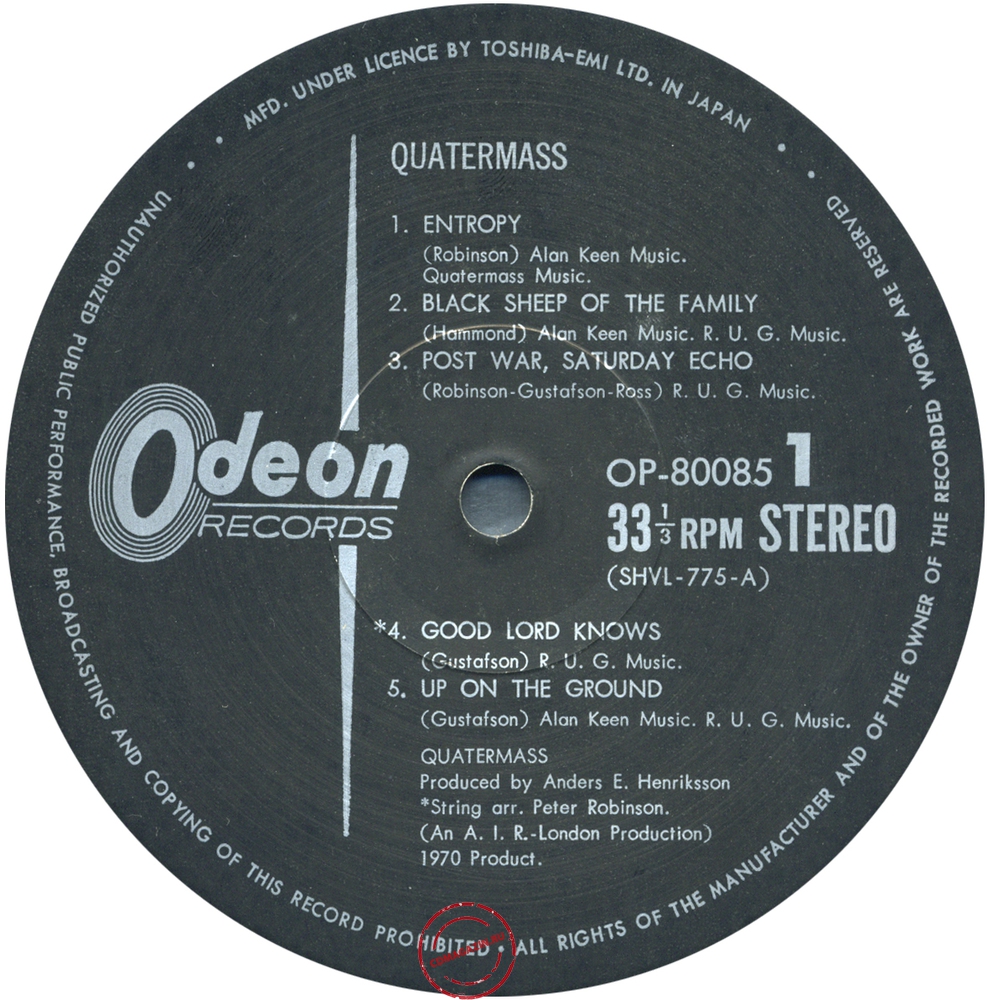 MFD. UNDER LICENCE BY TOSHIBA-EMI LTD. IN JAPAN
QUATERMASS
1. ENTROPY
(Robinson) Alan Keen Music.
Quatermass Music.
2. BLACK SHEEP OF THE FAMILY
(Hammond) Alan Keen Music. R. U. G. Music.
3. POST WAR, SATURDAY ECHO
(Robinson-Gustafson-Ross) R. U. G. Music.
Odeon
RECORDS
OP-80085 1
33 1/3 RPM STEREO
(SHVL-775-A)
*4. GOOD LORD KNOWS
(Gustafson) R. U. G. Music.
5. UP ON THE GROUND
(Gustafson) Alan Keen Music. R. U. G. Music.
QUATERMASS
Produced by Anders E. Henriksson
*String arr. Peter Robinson.
(An A. I. R.-London Production)
1970 Product.
UNAUTHORIZED PUBLIC PERFORMANCE, BROADCASTING AND COPYING OF THIS RECORD PROHIBITED • ALL RIGHTS OF THE MANUFACTURER AND OF THE OWNER OF THE RECORDED WORK ARE RESERVED